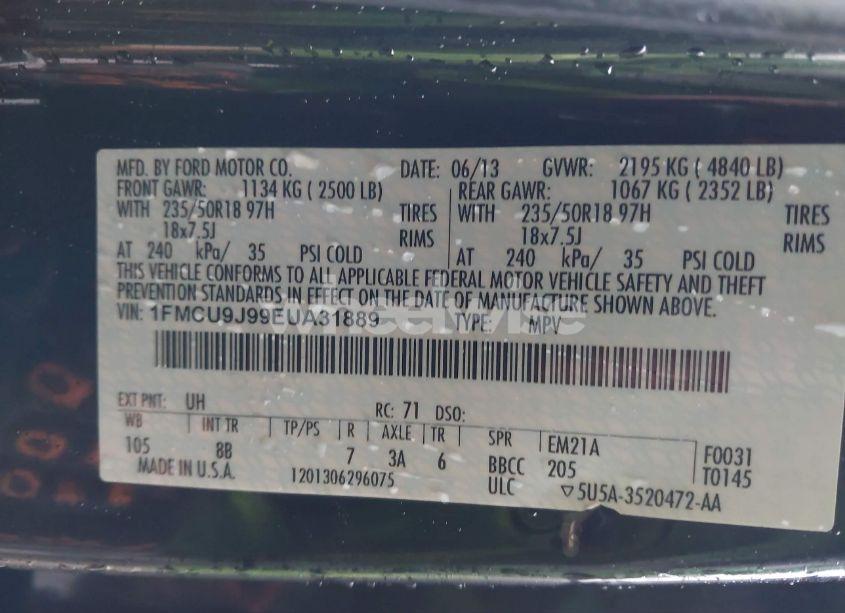 MFD. BY FORD MOTOR CO. DATE: 06/13 GVWR: 2195 KG ( 4840 LB)
FRONT GAWR: 1134 KG ( 2500 LB) REAR GAWR: 1067 KG ( 2352 LB)
WITH 235/50R18 97H TIRES WITH 235/50R18 97H TIRES
18x7.5J RIMS 18x7.5J RIMS
AT 240 kPa/ 35 PSI COLD AT 240 kPa/ 35 PSI COLD
THIS VEHICLE CONFORMS TO ALL APPLICABLE FEDERAL MOTOR VEHICLE SAFETY AND THEFT
PREVENTION STANDARDS IN EFFECT ON THE DATE OF MANUFACTURE SHOWN ABOVE.
VIN: 1FMCU9J99EUA31889 TYPE: MPV
wheelwise
EXT PNT: UH RC: 71 DSO:
WB INT TR TP/PS R AXLE TR SPR EM21A F0031
105 8B 7 3A 6 BBCC 205 T0145
MADE IN U.S.A. 1201306296075 ULC ▽5U5A-3520472-AA